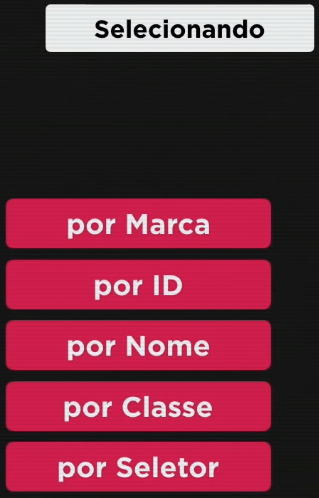 Selecionando
por Marca
por ID
por Nome
por Classe
por Seletor